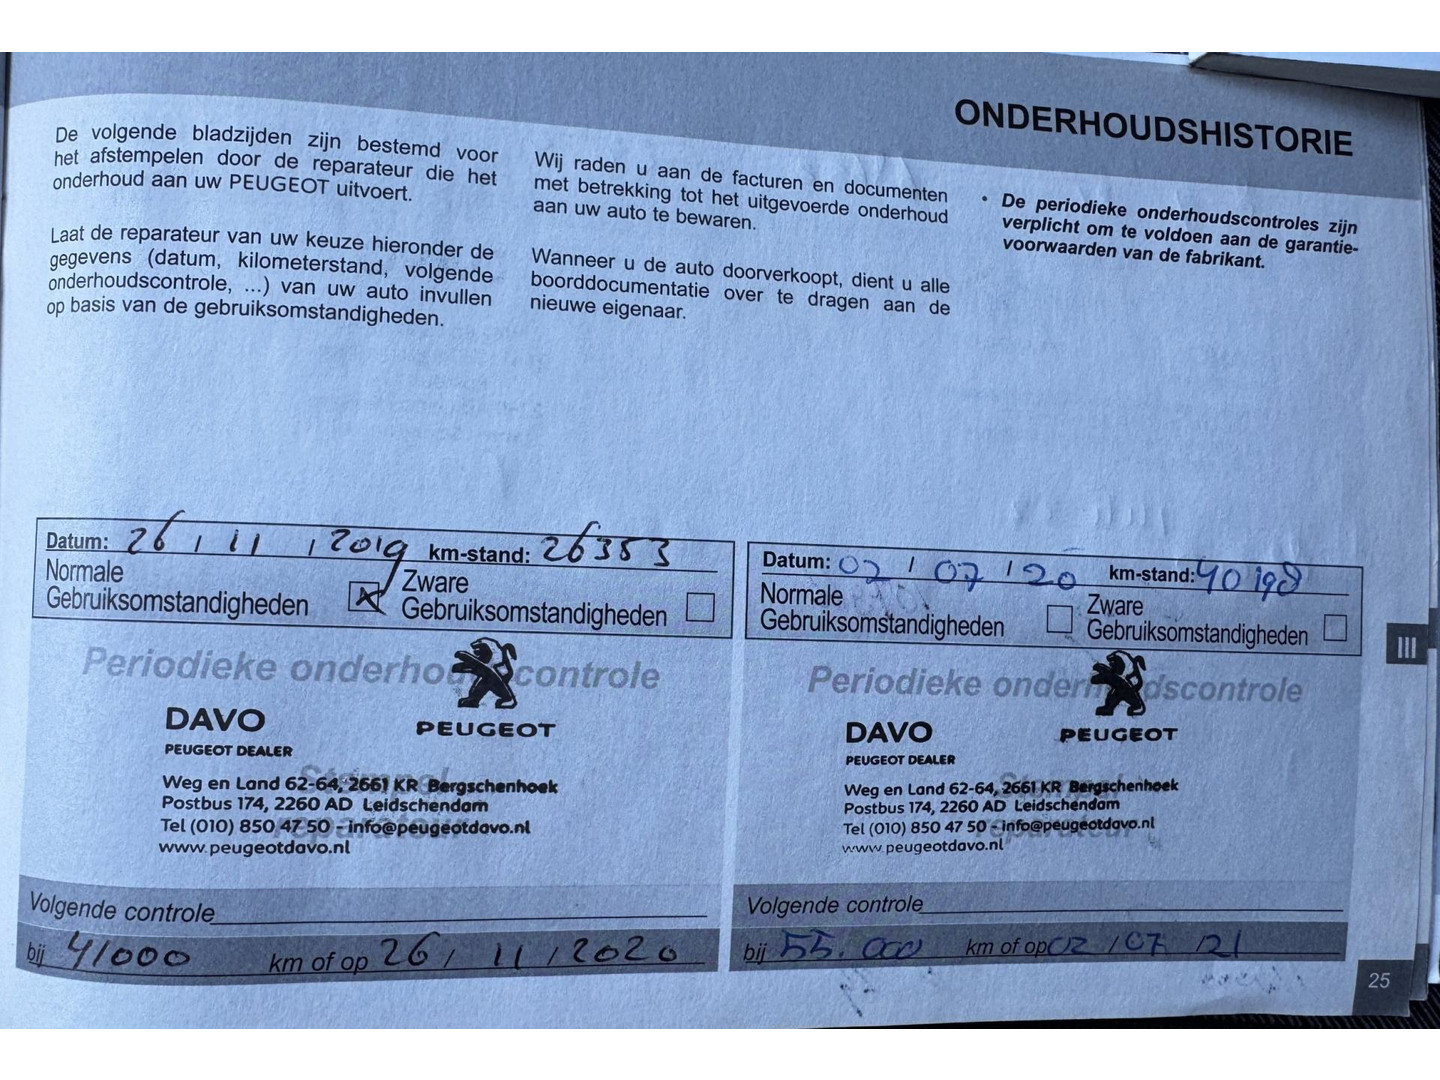 ONDERHOUDSHISTORIE
De volgende bladzijden zijn bestemd voor
het afstempelen door de reparateur die het
onderhoud aan uw PEUGEOT uitvoert.
Laat de reparateur van uw keuze hieronder de
gegevens (datum, kilometerstand, volgende
onderhoudscontrole, ...) van uw auto invullen
op basis van de gebruiksomstandigheden.
Wij raden u aan de facturen en documenten
met betrekking tot het uitgevoerde onderhoud
aan uw auto te bewaren.
Wanneer u de auto doorverkoopt, dient u alle
boorddocumentatie over te dragen aan de
nieuwe eigenaar.
• De periodieke onderhoudscontroles zijn
verplicht om te voldoen aan de garantie-
voorwaarden van de fabrikant.
Datum: 26 / 11 / 2019 km-stand: 26353
Normale
Gebruiksomstandigheden
Zware
Gebruiksomstandigheden
Periodieke onderhoudscontrole
PEUGEOT
DAVO
PEUGEOT DEALER
Stempel
reparateur
Weg en Land 62-64, 2661 KR Bergschenhoek
Postbus 174, 2260 AD Leidschendam
Tel (010) 850 47 50 - info@peugeotdavo.nl
www.peugeotdavo.nl
Volgende controle
bij 41000 km of op 26 / 11 / 2020
Datum: 02 / 07 / 20 km-stand: 40198
Normale
Gebruiksomstandigheden
Zware
Gebruiksomstandigheden
Periodieke onderhoudscontrole
PEUGEOT
DAVO
PEUGEOT DEALER
Stempel
reparateur
Weg en Land 62-64, 2661 KR Bergschenhoek
Postbus 174, 2260 AD Leidschendam
Tel (010) 850 47 50 - info@peugeotdavo.nl
www.peugeotdavo.nl
Volgende controle
bij 55.000 km of op 02 / 07 / 21
III
25